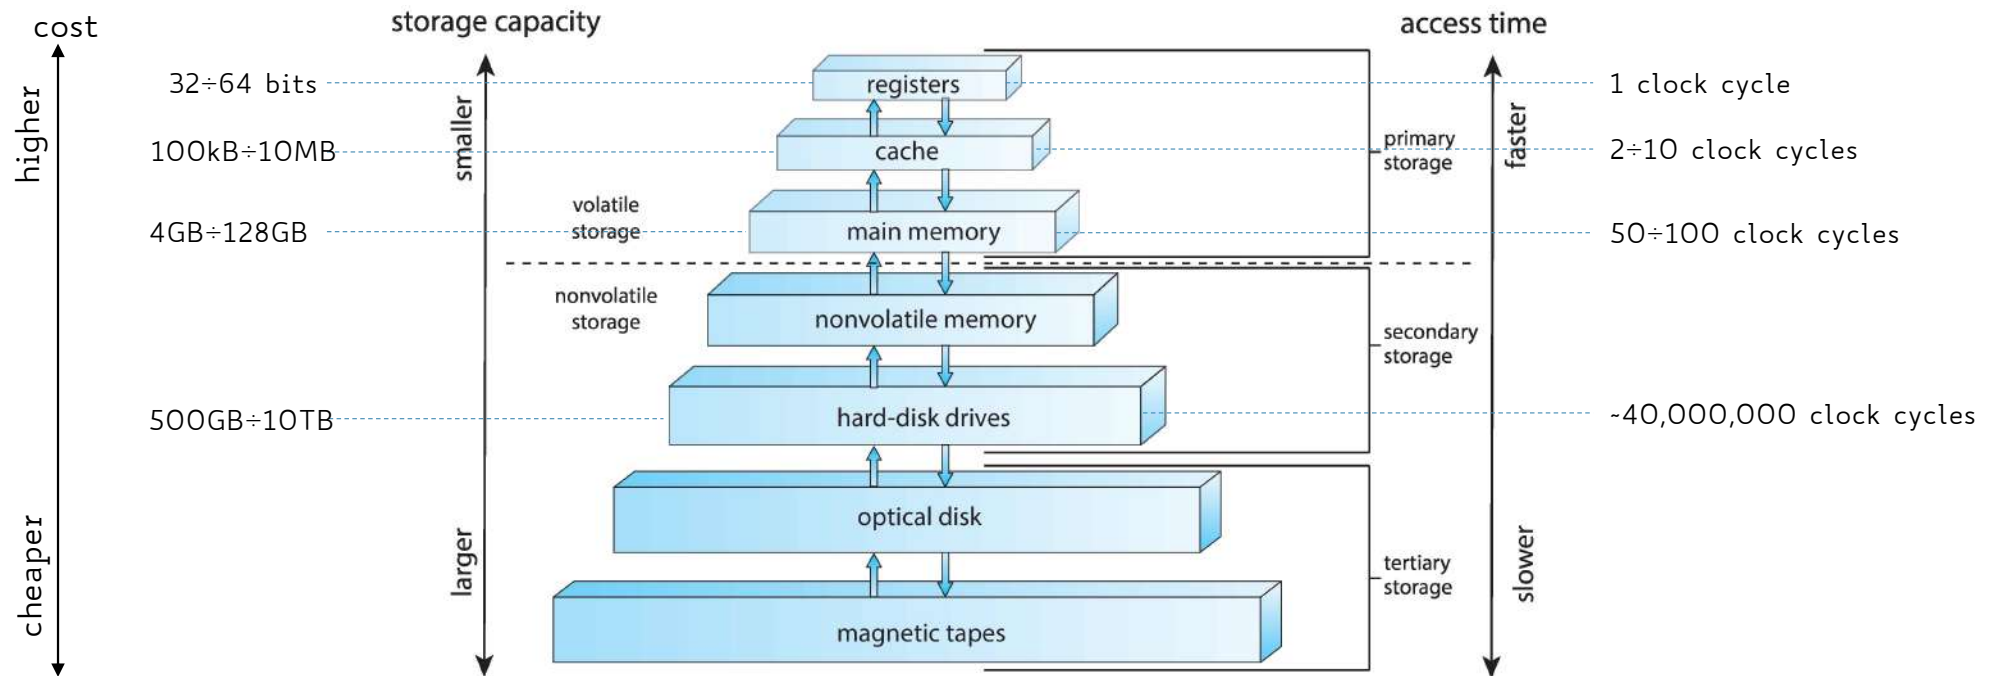 cost
storage capacity
access time
higher
cheaper
smaller
larger
faster
slower
32÷64 bits
registers
1 clock cycle
100kB÷10MB
cache
primary
storage
2÷10 clock cycles
volatile
storage
4GB÷128GB
main memory
50÷100 clock cycles
nonvolatile
storage
nonvolatile memory
secondary
storage
500GB÷10TB
hard-disk drives
~40,000,000 clock cycles
optical disk
tertiary
storage
magnetic tapes